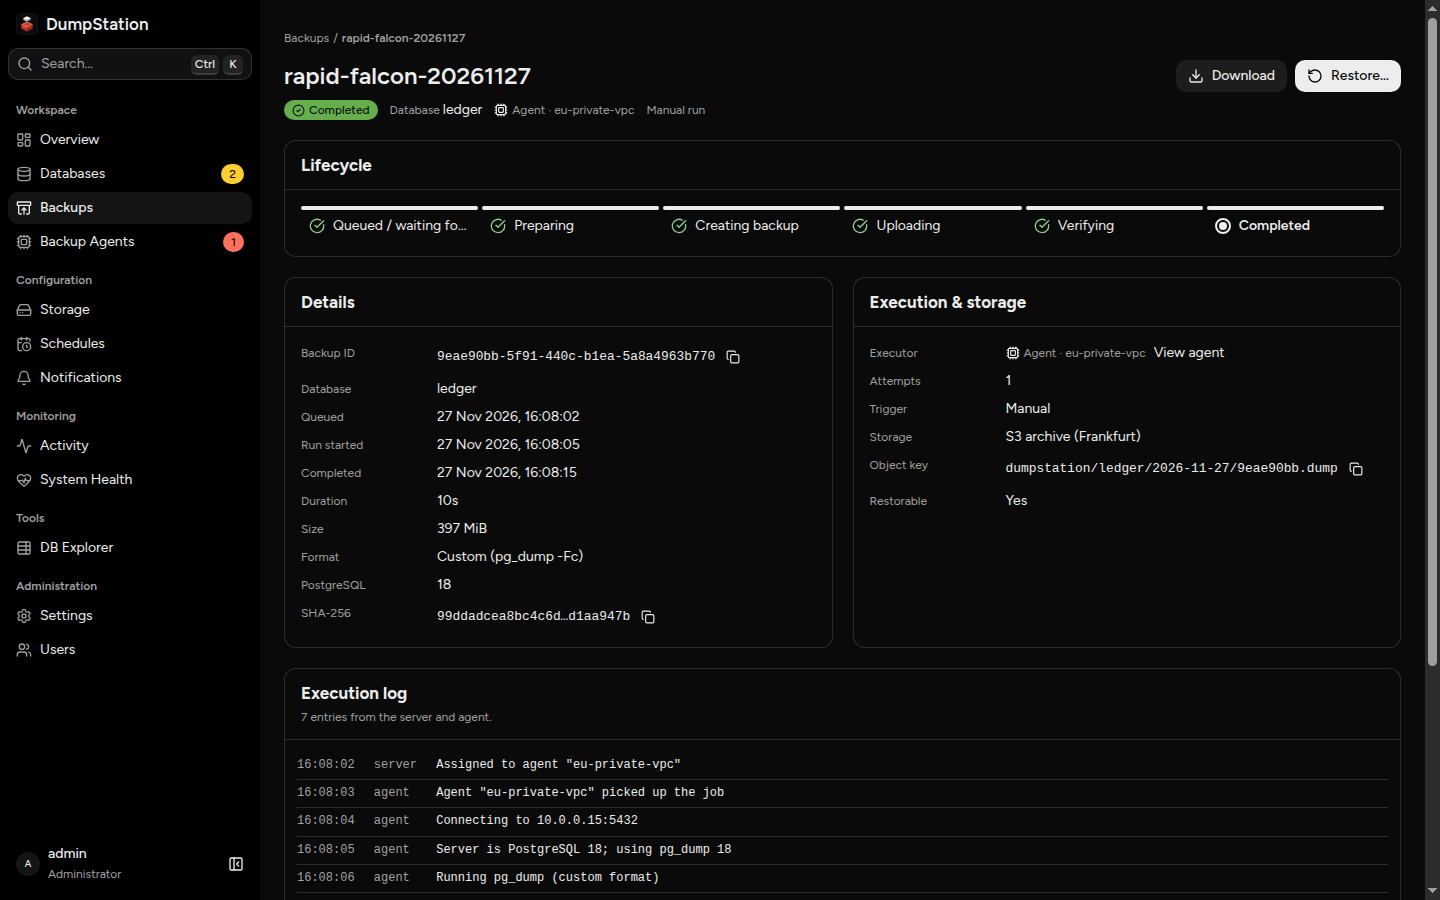 DumpStation
Search...
Ctrl
K
Workspace
Overview
Databases
2
Backups
Backup Agents
1
Configuration
Storage
Schedules
Notifications
Monitoring
Activity
System Health
Tools
DB Explorer
Administration
Settings
Users
A
admin
Administrator
Backups / rapid-falcon-20261127
rapid-falcon-20261127
Download
Restore...
Completed
Database ledger
Agent · eu-private-vpc
Manual run
Lifecycle
Queued / waiting fo...
Preparing
Creating backup
Uploading
Verifying
Completed
Details
Backup ID 9eae90bb-5f91-440c-b1ea-5a8a4963b770
Database ledger
Queued 27 Nov 2026, 16:08:02
Run started 27 Nov 2026, 16:08:05
Completed 27 Nov 2026, 16:08:15
Duration 10s
Size 397 MiB
Format Custom (pg_dump -Fc)
PostgreSQL 18
SHA-256 99ddadcea8bc4c6d…d1aa947b
Execution & storage
Executor Agent · eu-private-vpc View agent
Attempts 1
Trigger Manual
Storage S3 archive (Frankfurt)
Object key dumpstation/ledger/2026-11-27/9eae90bb.dump
Restorable Yes
Execution log
7 entries from the server and agent.
16:08:02 server Assigned to agent "eu-private-vpc"
16:08:03 agent Agent "eu-private-vpc" picked up the job
16:08:04 agent Connecting to 10.0.0.15:5432
16:08:05 agent Server is PostgreSQL 18; using pg_dump 18
16:08:06 agent Running pg_dump (custom format)